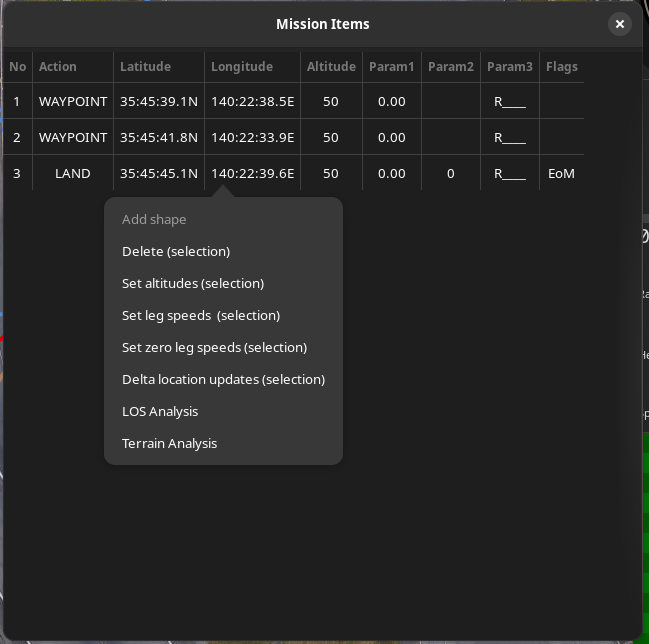 Mission Items
No Action Latitude Longitude Altitude Param1 Param2 Param3 Flags
1 WAYPOINT 35:45:39.1N 140:22:38.5E 50 0.00 R____
2 WAYPOINT 35:45:41.8N 140:22:33.9E 50 0.00 R____
3 LAND 35:45:45.1N 140:22:39.6E 50 0.00 0 R____ EoM
Add shape
Delete (selection)
Set altitudes (selection)
Set leg speeds  (selection)
Set zero leg speeds (selection)
Delta location updates (selection)
LOS Analysis
Terrain Analysis